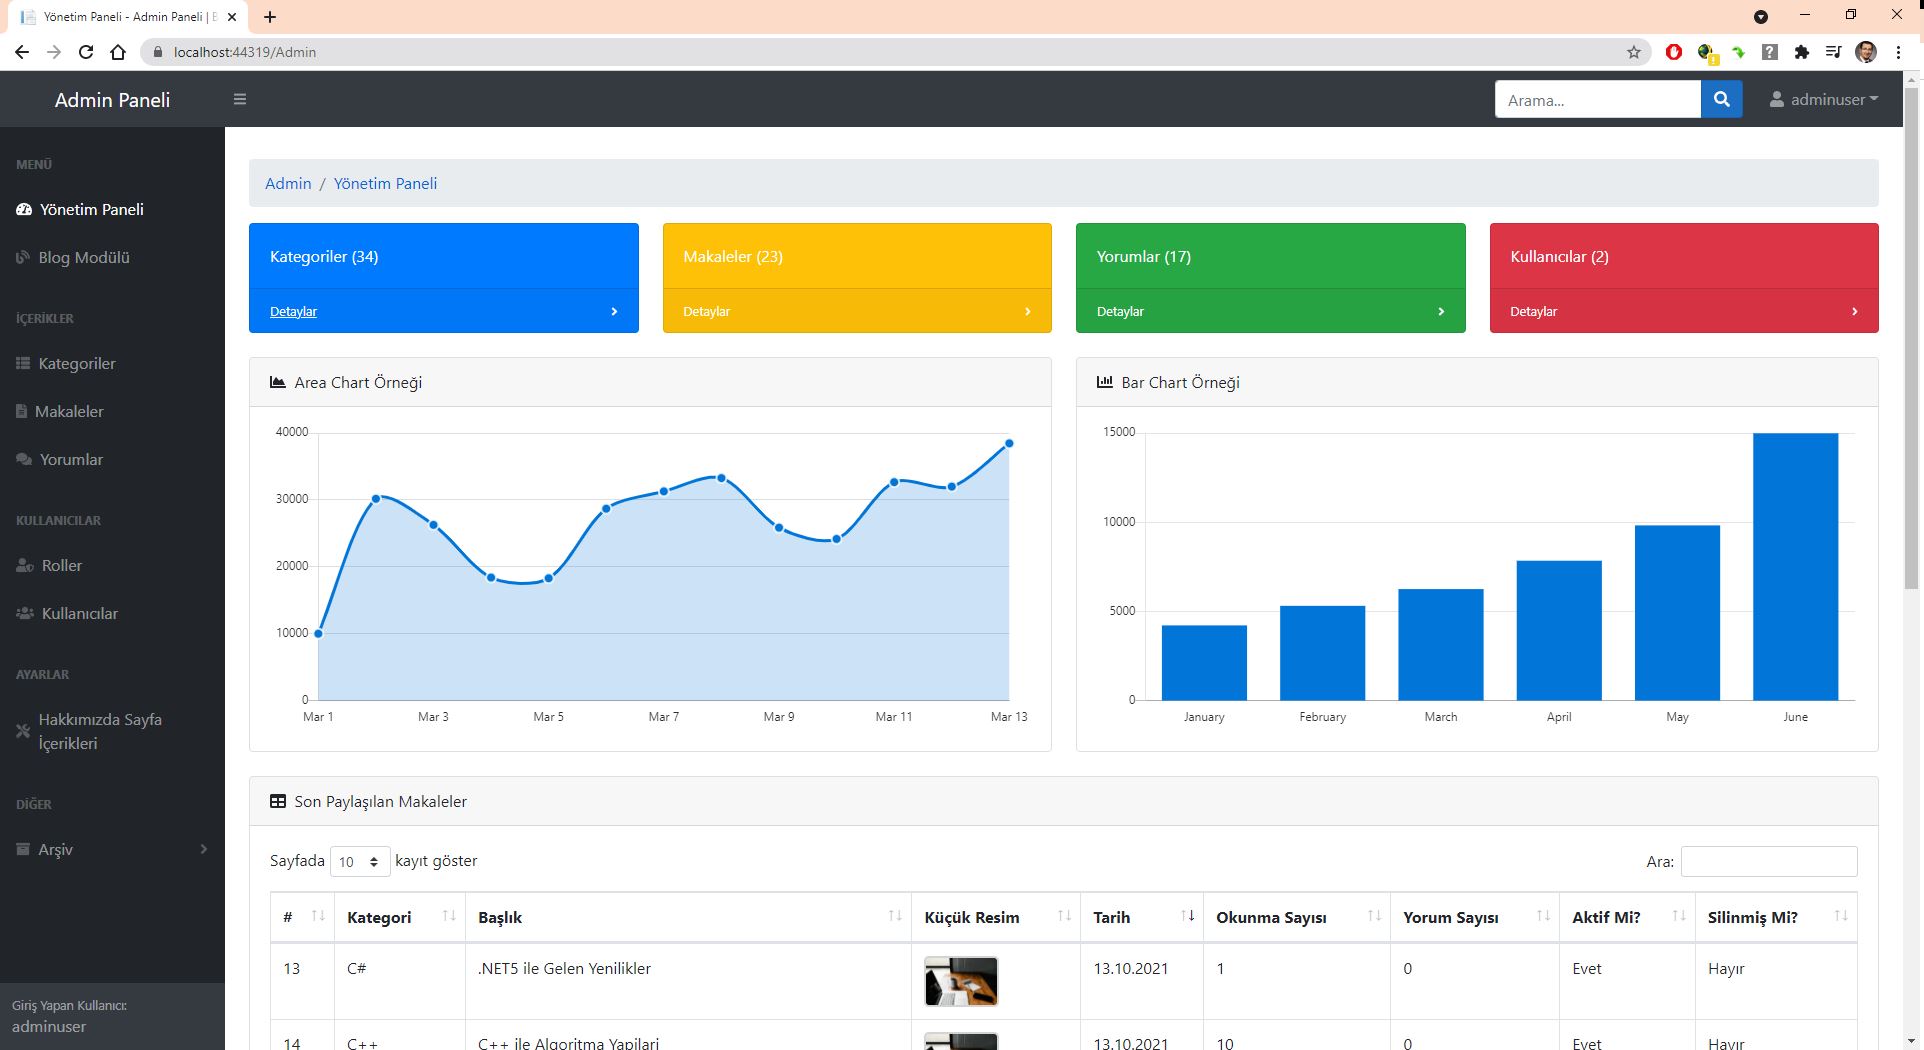 Yönetim Paneli - Admin Paneli | B
localhost:44319/Admin
Admin Paneli
Arama...
adminuser
MENÜ
Yönetim Paneli
Blog Modülü
İÇERİKLER
Kategoriler
Makaleler
Yorumlar
KULLANICILAR
Roller
Kullanıcılar
AYARLAR
Hakkımızda Sayfa
İçerikleri
DİĞER
Arşiv
Giriş Yapan Kullanıcı:
adminuser
Admin / Yönetim Paneli
Kategoriler (34)
Detaylar
Makaleler (23)
Detaylar
Yorumlar (17)
Detaylar
Kullanıcılar (2)
Detaylar
Area Chart Örneği
40000
30000
20000
10000
0
Mar 1 Mar 3 Mar 5 Mar 7 Mar 9 Mar 11 Mar 13
Bar Chart Örneği
15000
10000
5000
0
January February March April May June
Son Paylaşılan Makaleler
Sayfada 10 kayıt göster
Ara:
# Kategori Başlık Küçük Resim Tarih Okunma Sayısı Yorum Sayısı Aktif Mi? Silinmiş Mi?
13 C# .NET5 ile Gelen Yenilikler 13.10.2021 1 0 Evet Hayır
14 C++ C++ ile Algoritma Yapilari 13.10.2021 10 0 Evet Hayır